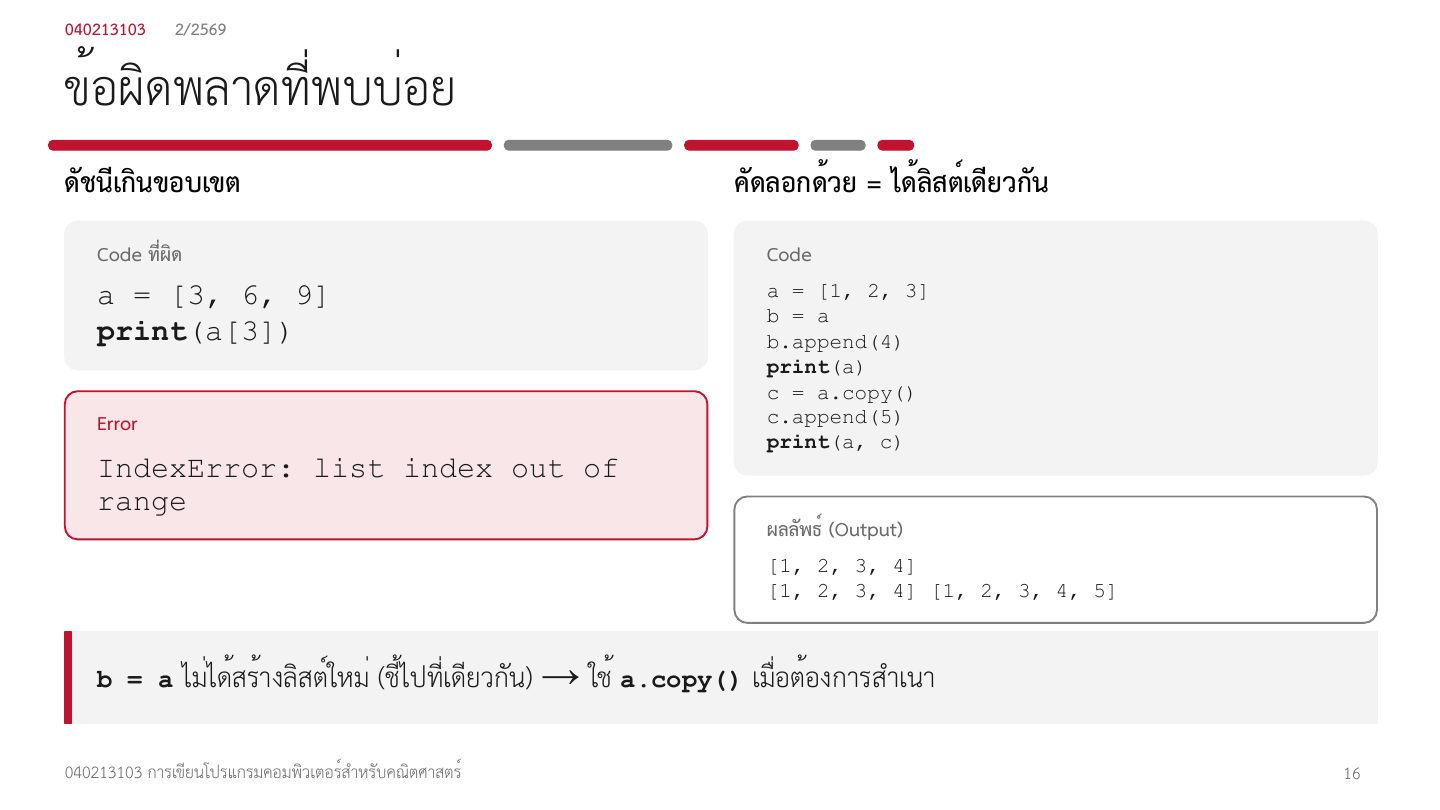 040213103 2/2569
ข้อผิดพลาดที่พบบ่อย
ดัชนีเกินขอบเขต
Code ที่ผิด
a = [3, 6, 9]
print(a[3])
Error
IndexError: list index out of
range
คัดลอกด้วย = ได้ลิสต์เดียวกัน
Code
a = [1, 2, 3]
b = a
b.append(4)
print(a)
c = a.copy()
c.append(5)
print(a, c)
ผลลัพธ์ (Output)
[1, 2, 3, 4]
[1, 2, 3, 4] [1, 2, 3, 4, 5]
b = a ไม่ได้สร้างลิสต์ใหม่ (ชี้ไปที่เดียวกัน) ⟶ ใช้ a.copy() เมื่อต้องการสำเนา
040213103 การเขียนโปรแกรมคอมพิวเตอร์สำหรับคณิตศาสตร์
16